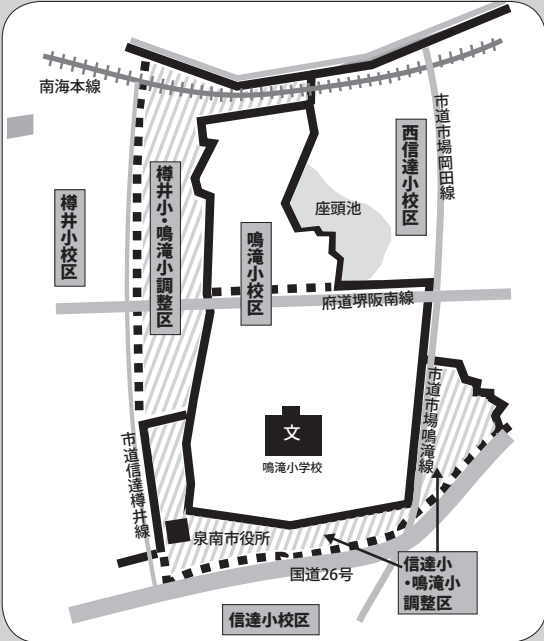 南海本線
市道市場岡田線
西信達小校区
座頭池
樽井小・鳴滝小調整区
樽井小校区
鳴滝小校区
府道堺阪南線
市道市場鳴滝線
文
鳴滝小学校
市道信達樽井線
泉南市役所
国道26号
信達小
・鳴滝小
調整区
信達小校区